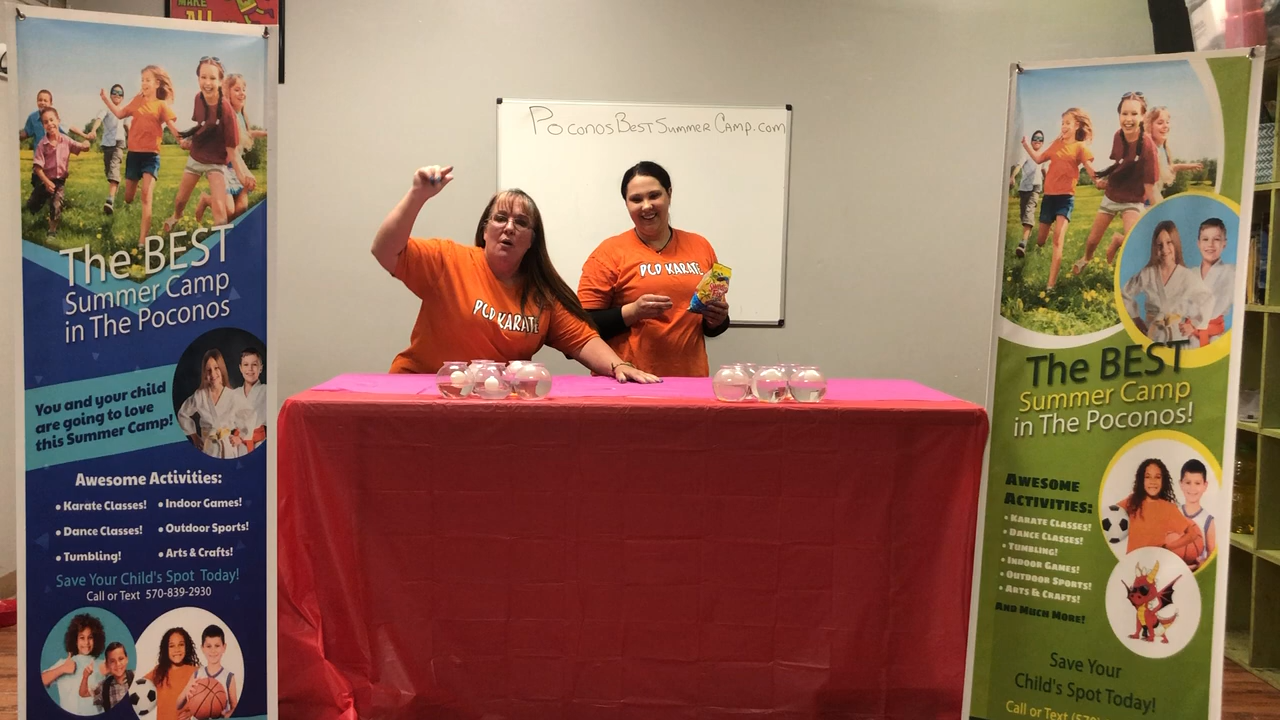 MAKE
ALL
The BEST
Summer Camp
in The Poconos
You and your child
are going to love
this Summer Camp!
Awesome Activities:
• Karate Classes!
• Indoor Games!
• Dance Classes!
• Outdoor Sports!
• Tumbling!
• Arts & Crafts!
Save Your Child's Spot Today!
Call or Text 570-839-2930
PoconosBestSummerCamp.com
PCD KARATE
PCD KARATE
The BEST
Summer Camp
in The Poconos!
Awesome
Activities:
• Karate Classes!
• Dance Classes!
• Tumbling!
• Indoor Games!
• Outdoor Sports!
• Arts & Crafts!
And Much More!
Save Your
Child's Spot Today!
Call or Text (570